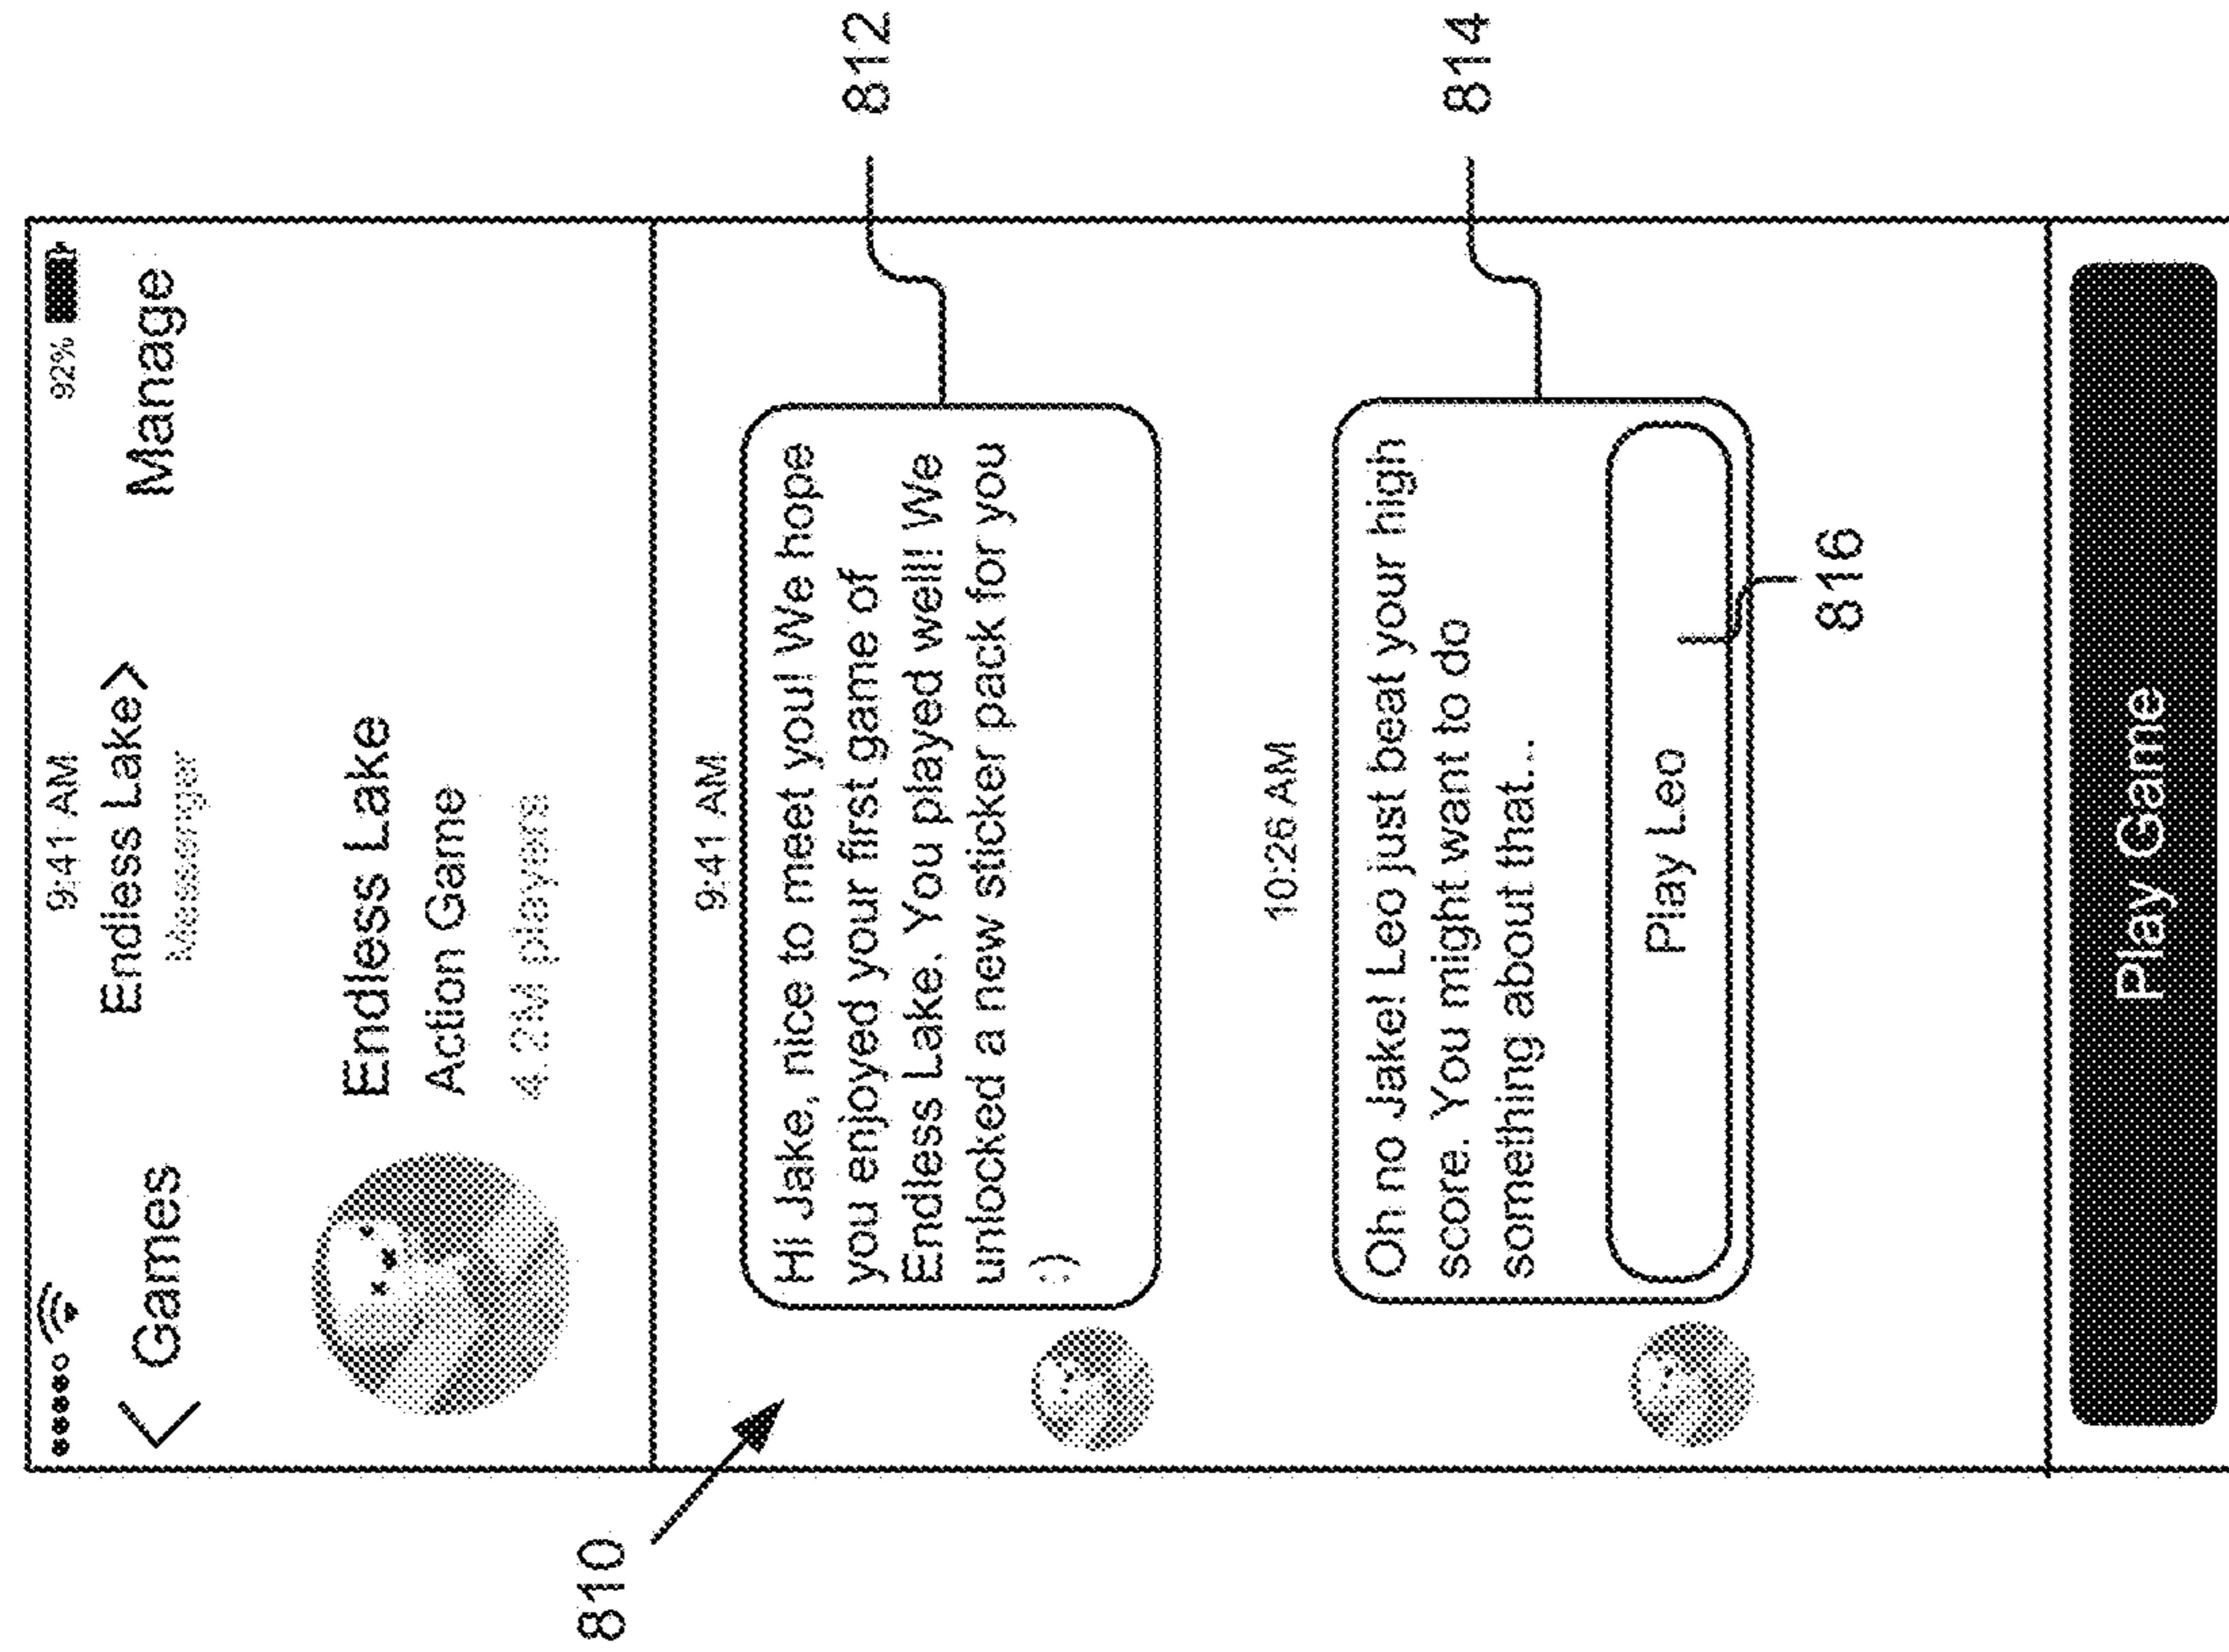 9:41 AM 92%
Games Endless Lake Manage
Messenger
Endless Lake
Action Game
4.2M players
9:41 AM
Hi Jake, nice to meet you! We hope
you enjoyed your first game of
Endless Lake. You played well! We
unlocked a new sticker pack for you
:)
10:26 AM
Oh no Jake! Leo just beat your high
score. You might want to do
something about that...
Play Leo
Play Game
810
812
814
816